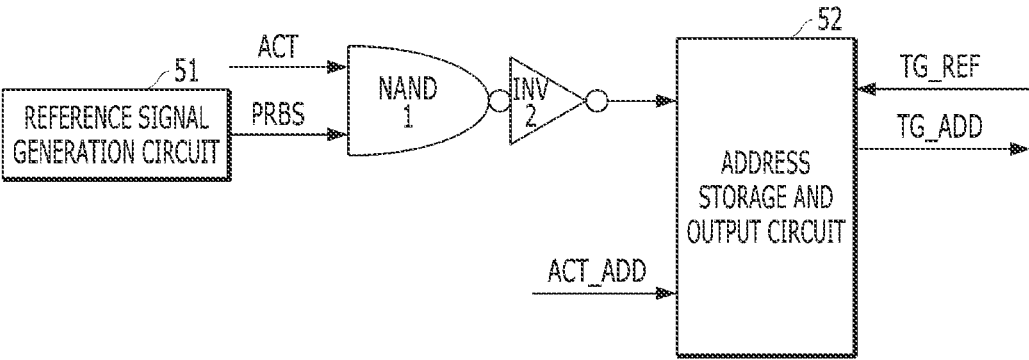 51
REFERENCE SIGNAL
GENERATION CIRCUIT
ACT
PRBS
NAND
1
INV
2
52
ADDRESS
STORAGE AND
OUTPUT CIRCUIT
ACT_ADD
TG_REF
TG_ADD